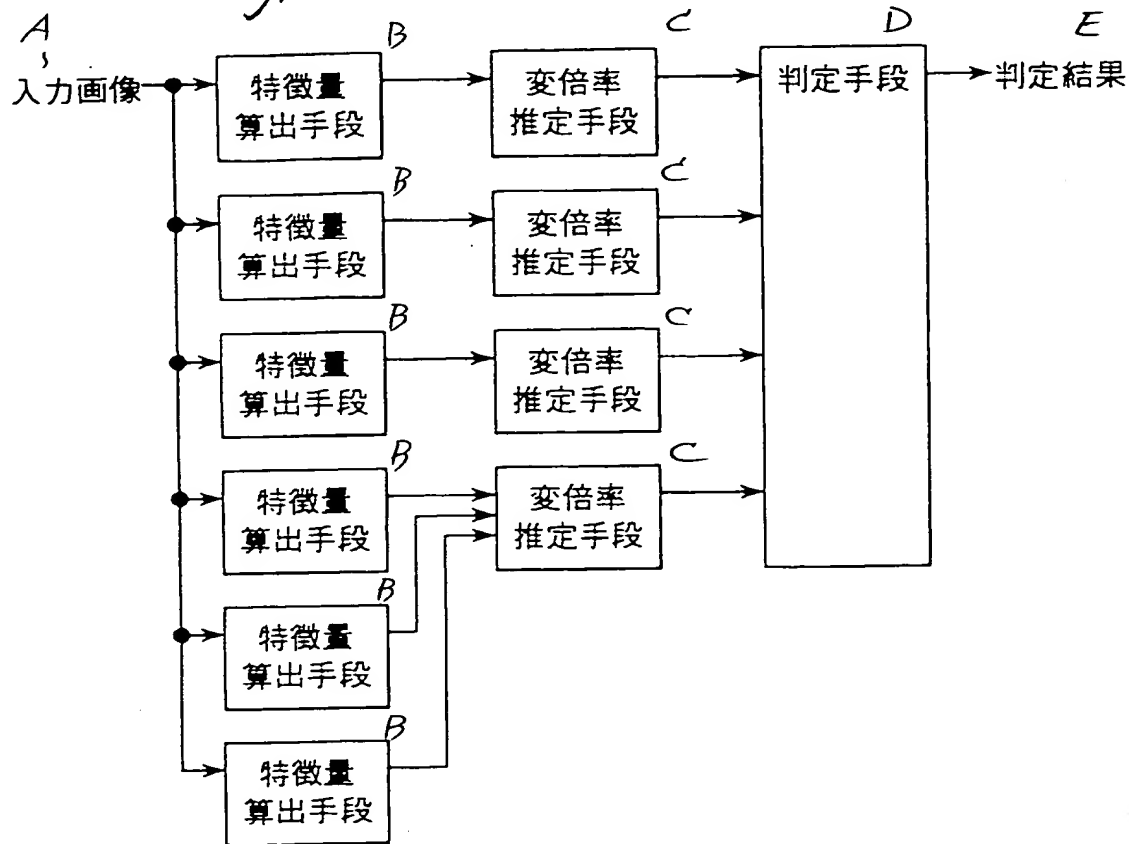 A
B
C
D
E
入力画像
特徴量
算出手段
変倍率
推定手段
判定手段
判定結果
B
C
特徴量
算出手段
変倍率
推定手段
B
C
特徴量
算出手段
変倍率
推定手段
B
C
特徴量
算出手段
変倍率
推定手段
B
特徴量
算出手段
B
特徴量
算出手段